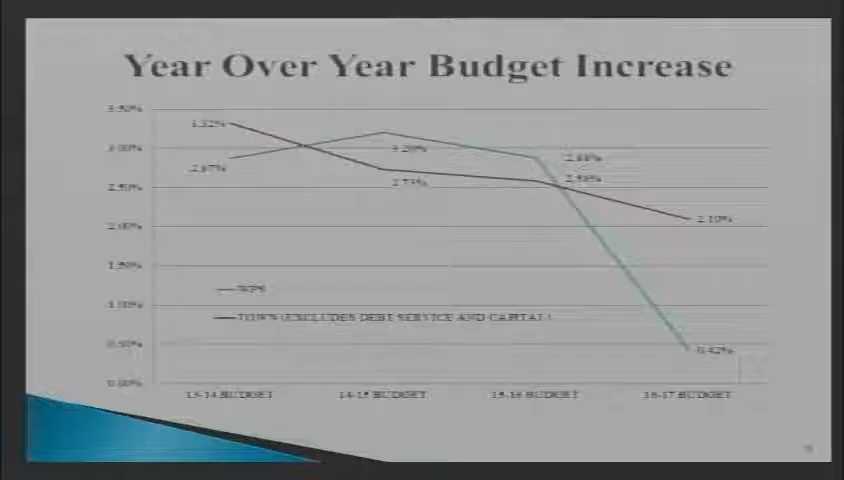 Year Over Year Budget Increase
3.50%
3.32%
3.00%
3.20%
2.87%
2.88%
2.73%
2.58%
2.50%
2.10%
2.00%
1.50%
1.00%
TOWN (EXCLUDES DEBT SERVICE AND CAPITAL)
0.50%
0.42%
0.00%
13-14 BUDGET
14-15 BUDGET
15-16 BUDGET
16-17 BUDGET